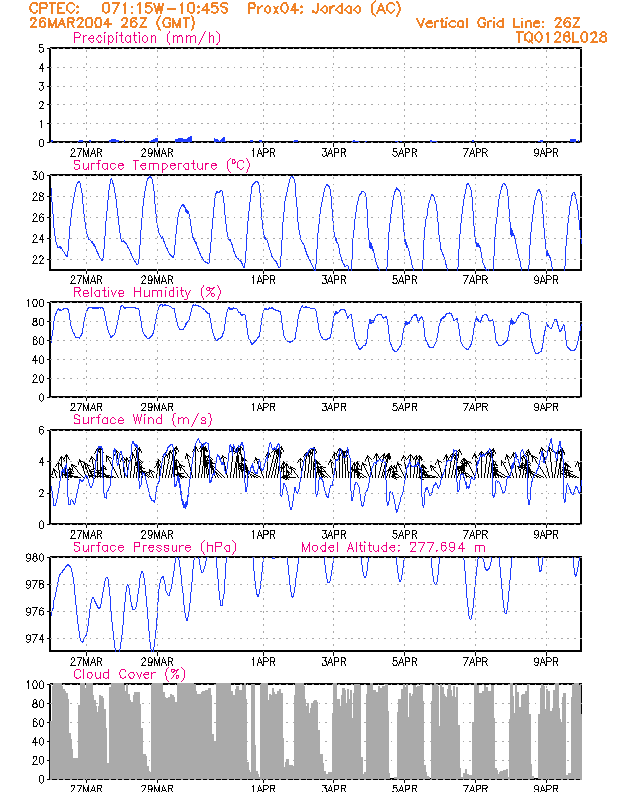 CPTEC: 071:15W-10:45S Prox04: Jordao (AC)
26MAR2004 26Z (GMT) Vertical Grid Line: 26Z
Precipitation (mm/h) TQ0126L028
5
4
3
2
1
0
27MAR 29MAR 1APR 3APR 5APR 7APR 9APR
Surface Temperature (ºC)
30
28
26
24
22
27MAR 29MAR 1APR 3APR 5APR 7APR 9APR
Relative Humidity (%)
100
80
60
40
20
0
27MAR 29MAR 1APR 3APR 5APR 7APR 9APR
Surface Wind (m/s)
6
4
2
0
27MAR 29MAR 1APR 3APR 5APR 7APR 9APR
Surface Pressure (hPa) Model Altitude: 277.694 m
980
978
976
974
27MAR 29MAR 1APR 3APR 5APR 7APR 9APR
Cloud Cover (%)
100
80
60
40
20
0
27MAR 29MAR 1APR 3APR 5APR 7APR 9APR